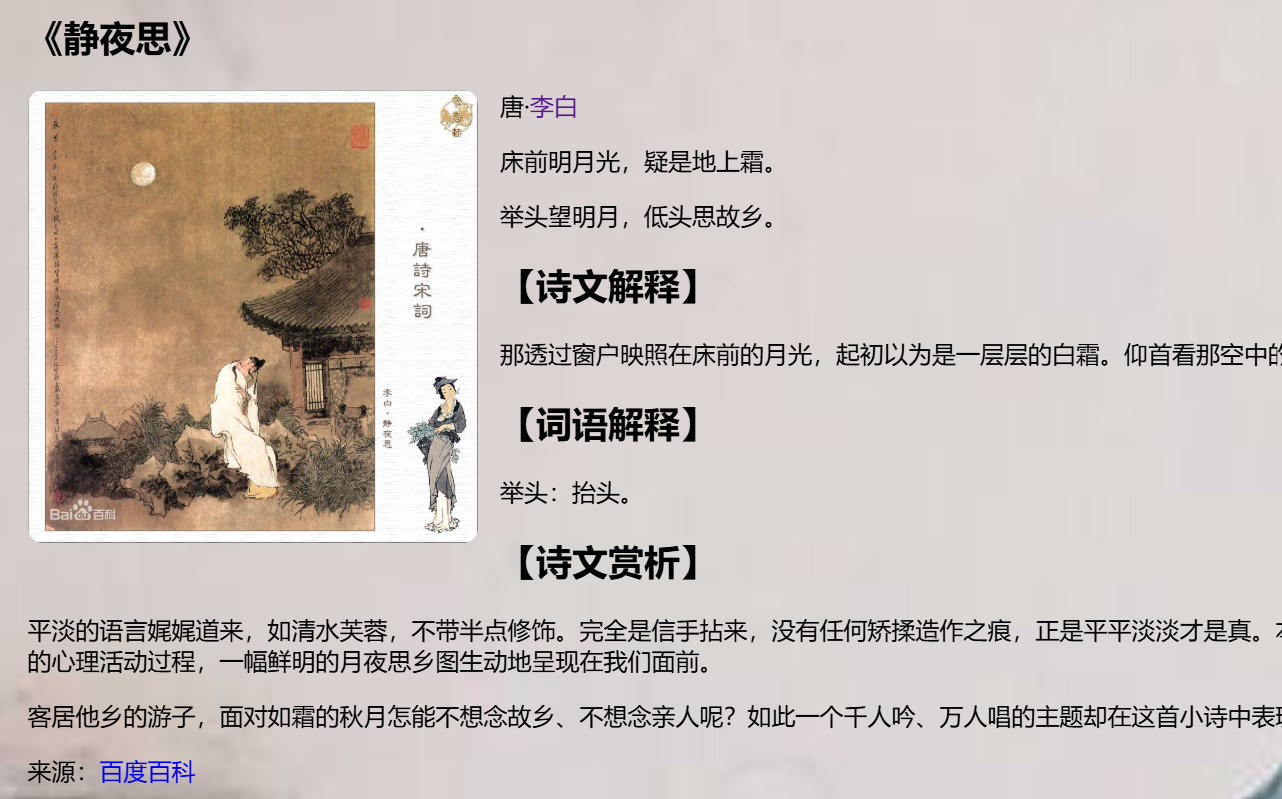 《静夜思》
唐·李白
床前明月光，疑是地上霜。
举头望明月，低头思故乡。
唐詩宋詞
李白·靜夜思
Bai百科
【诗文解释】
那透过窗户映照在床前的月光，起初以为是一层层的白霜。仰首看那空中的
【词语解释】
举头：抬头。
【诗文赏析】
平淡的语言娓娓道来，如清水芙蓉，不带半点修饰。完全是信手拈来，没有任何矫揉造作之痕，正是平平淡淡才是真。
的心理活动过程，一幅鲜明的月夜思乡图生动地呈现在我们面前。
客居他乡的游子，面对如霜的秋月怎能不想念故乡、不想念亲人呢？如此一个千人吟、万人唱的主题却在这首小诗中表
来源：百度百科